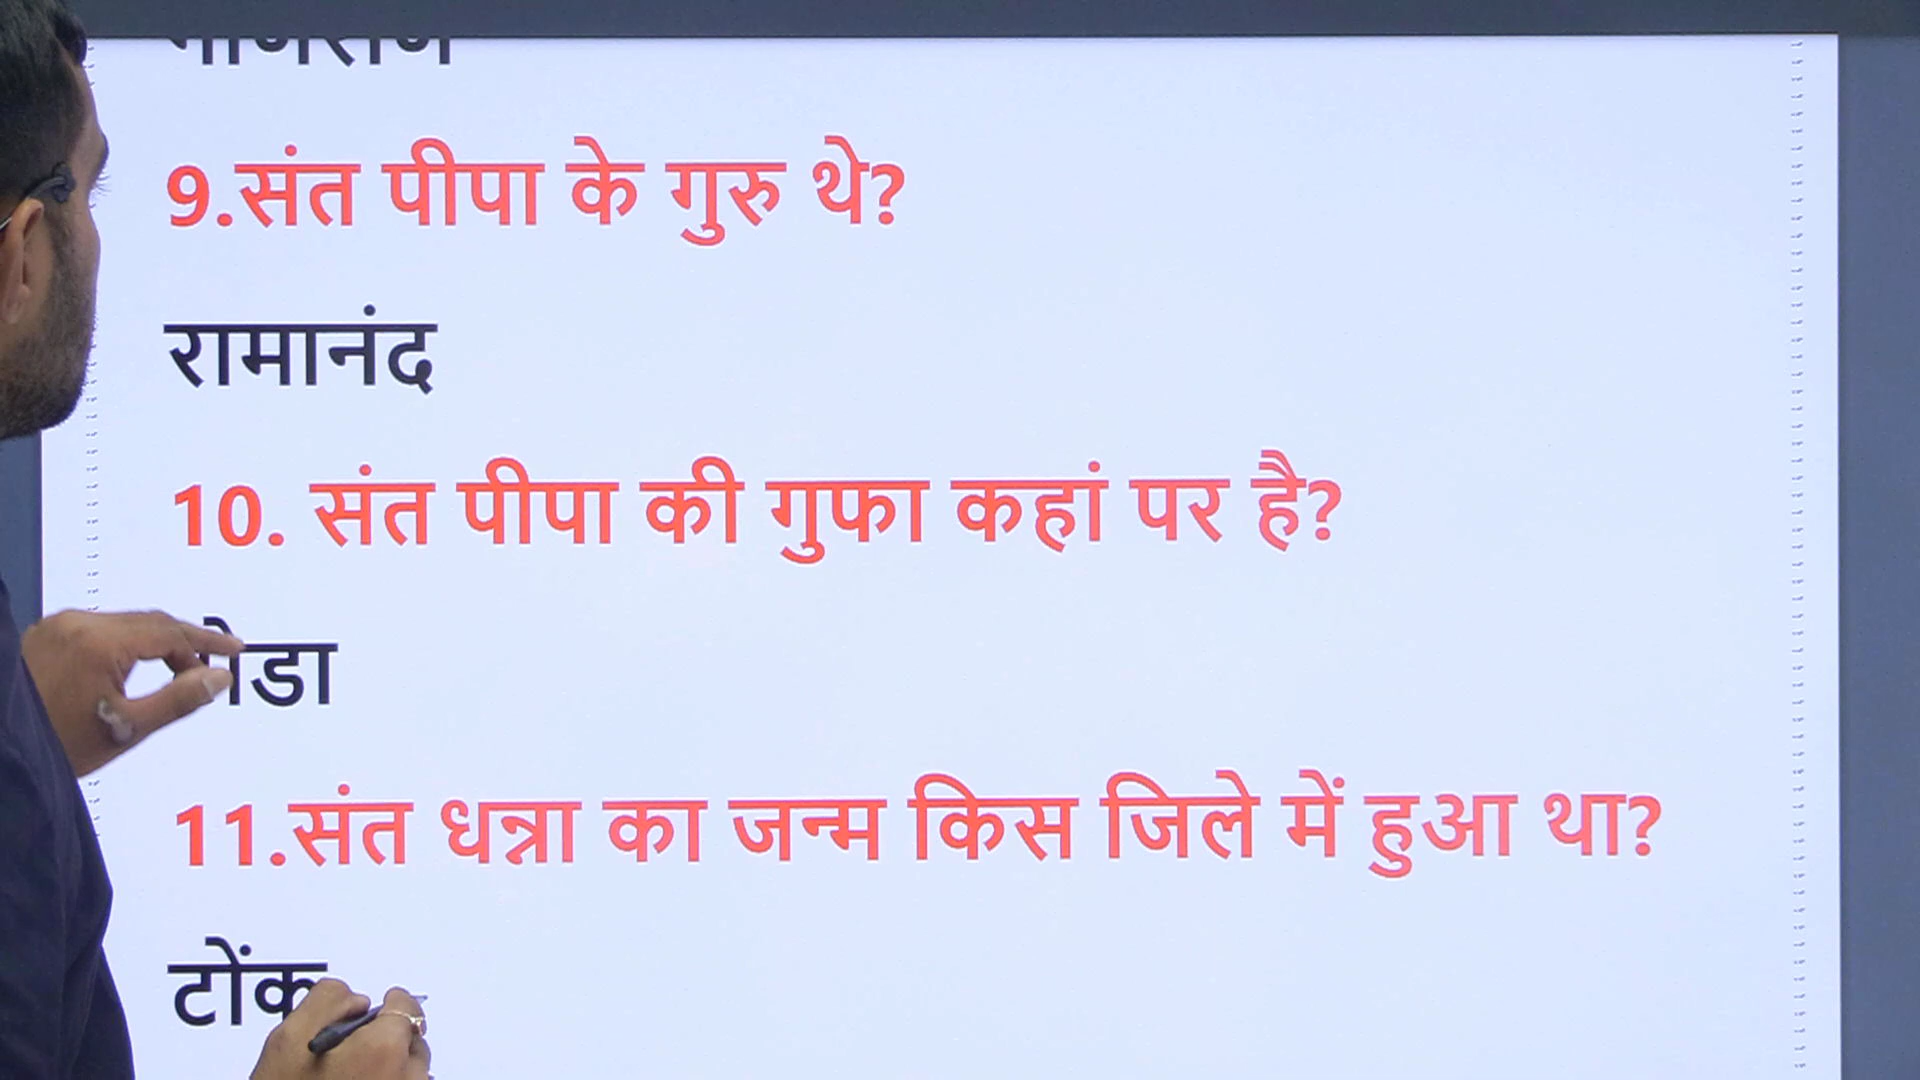 9.संत पीपा के गुरु थे?
रामानंद
10. संत पीपा की गुफा कहां पर है?
11.संत धन्ना का जन्म किस जिले में हुआ था?
टोंक